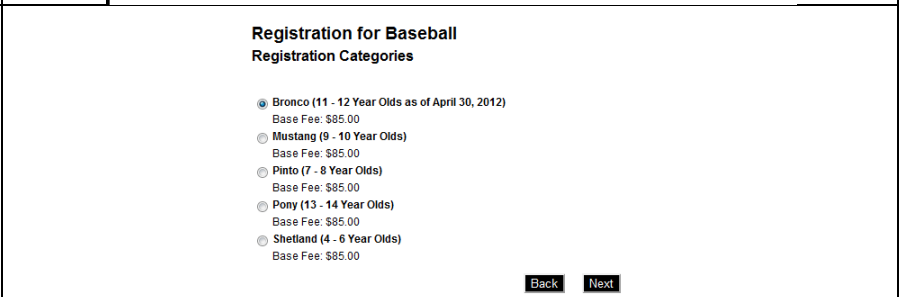 Registration for Baseball
Registration Categories
Bronco (11 - 12 Year Olds as of April 30, 2012)
Base Fee: $85.00
Mustang (9 - 10 Year Olds)
Base Fee: $85.00
Pinto (7 - 8 Year Olds)
Base Fee: $85.00
Pony (13 - 14 Year Olds)
Base Fee: $85.00
Shetland (4 - 6 Year Olds)
Base Fee: $85.00
Back Next